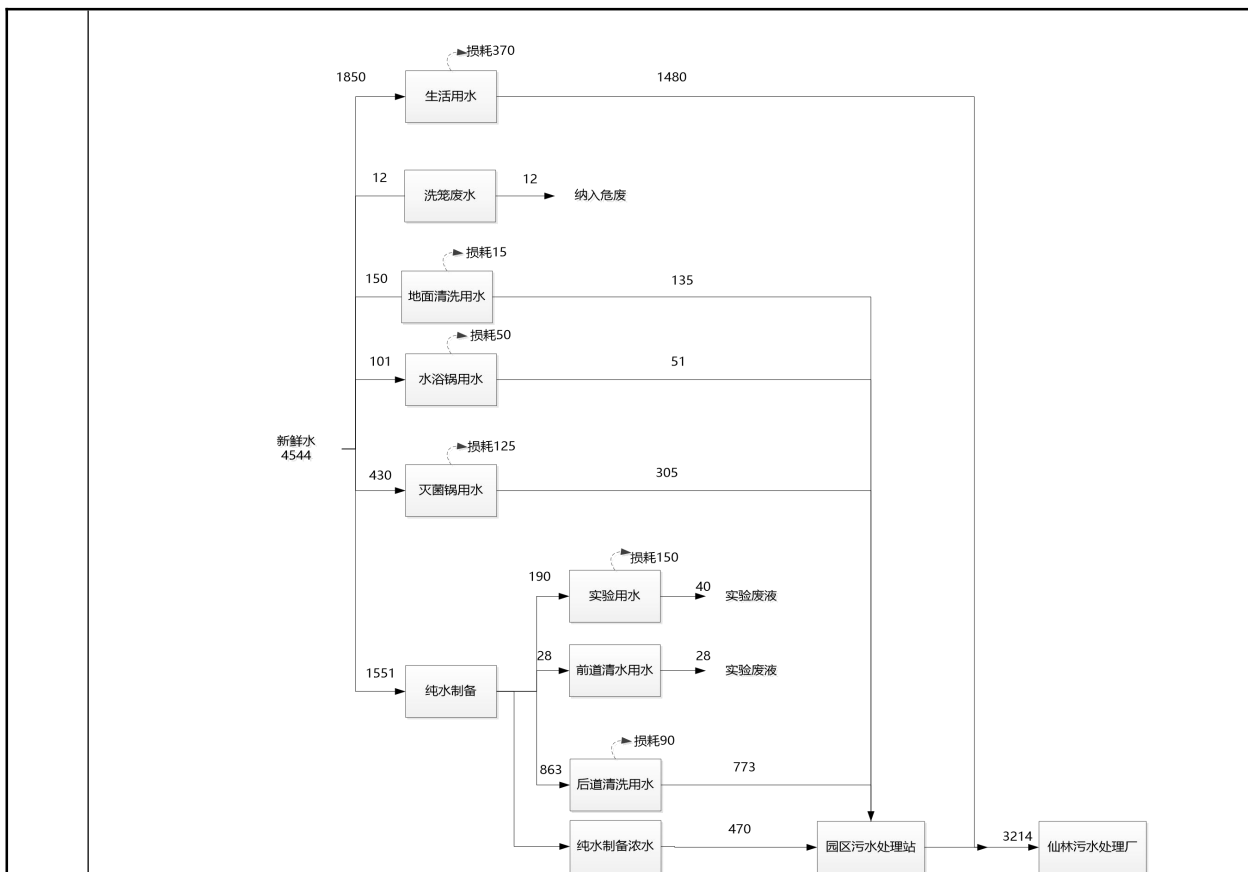 损耗370
1850
1480
生活用水
12
洗笼废水
12
纳入危废
损耗15
150
地面清洗用水
135
损耗50
101
水浴锅用水
51
新鲜水
4544
损耗125
430
灭菌锅用水
305
损耗150
190
实验用水
40
实验废液
28
前道清水用水
28
实验废液
1551
纯水制备
损耗90
863
后道清洗用水
773
纯水制备浓水
470
园区污水处理站
3214
仙林污水处理厂